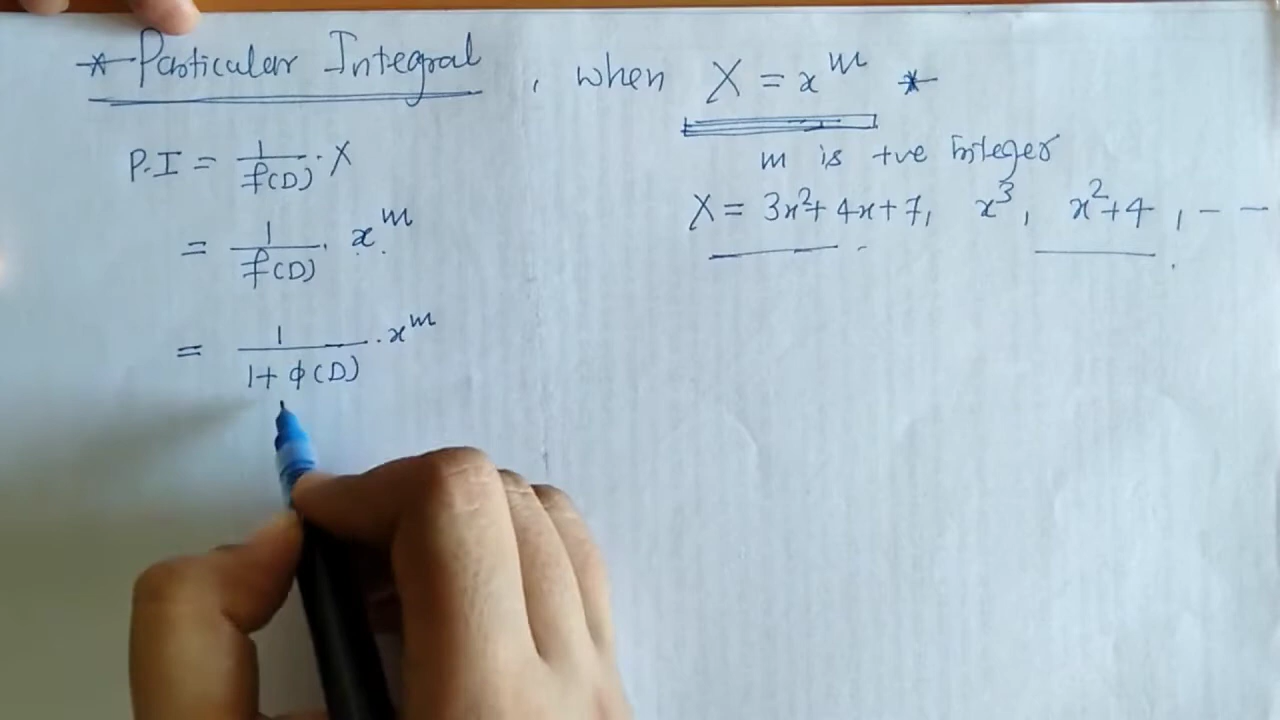 * Particular Integral , when X = x^m *
m is +ve Integer
P.I = 1/f(D) · X
X = 3x²+ 4x+7, x³, x²+4 , - -
= 1/f(D) · x^m
= 1/1+ φ(D) · x^m